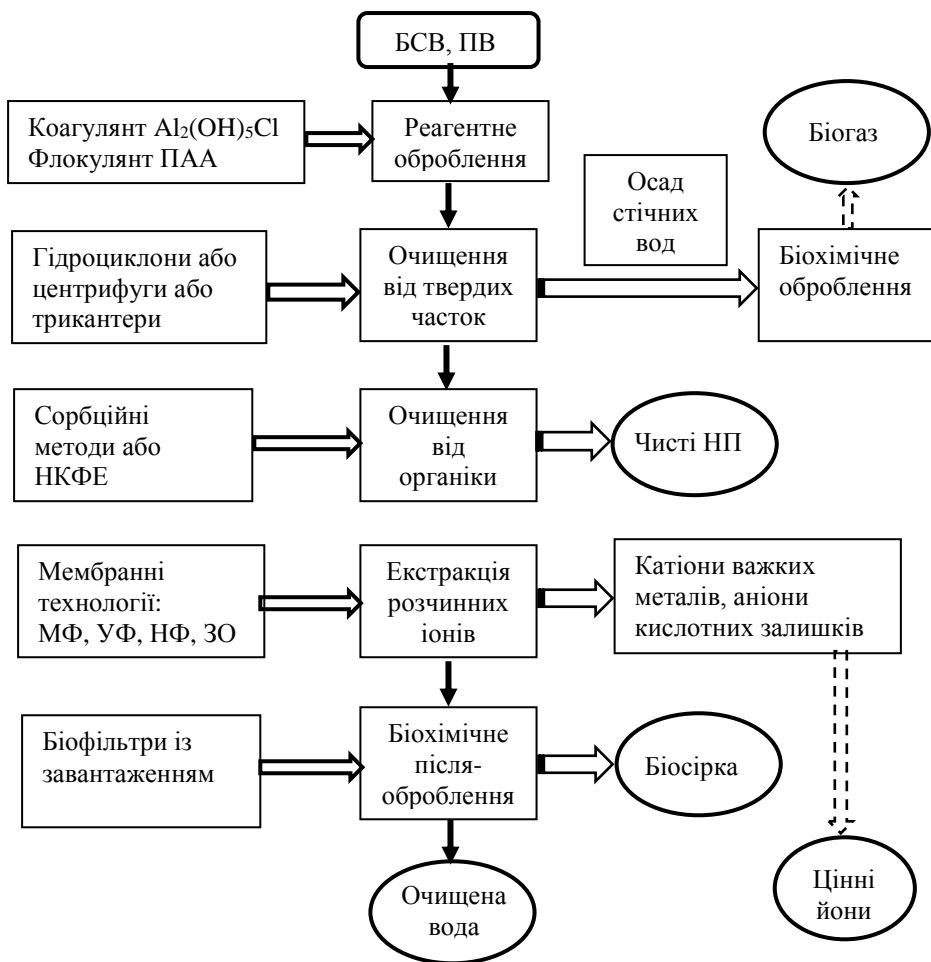 БСВ, ПВ
Коагулянт Al₂(OH)₅Cl
Флокулянт ПАА
Реагентне
оброблення
Біогаз
Осад
стічних
вод
Гідроциклони або
центрифуги або
трикантери
Очищення
від твердих
часток
Біохімічне
оброблення
Сорбційні
методи або
НКФЕ
Очищення
від
органіки
Чисті НП
Мембранні
технології:
МФ, УФ, НФ, ЗО
Екстракція
розчинних
іонів
Катіони важких
металів, аніони
кислотних залишків
Біофільтри із
завантаженням
Біохімічне
після-
оброблення
Біосірка
Очищена
вода
Цінні
йони